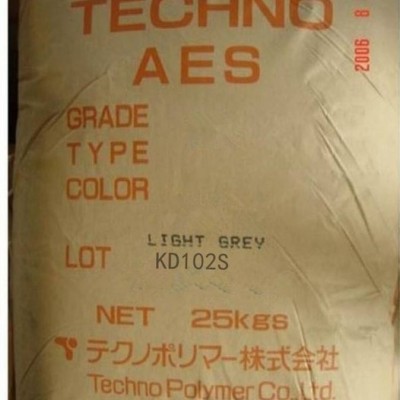 TECHNO
AES
GRADE
TYPE
COLOR
LIGHT GREY
LOT KD102S
NET 25kgs
テクノポリマー株式会社
Techno Polymer Co.,Ltd.
2006 8